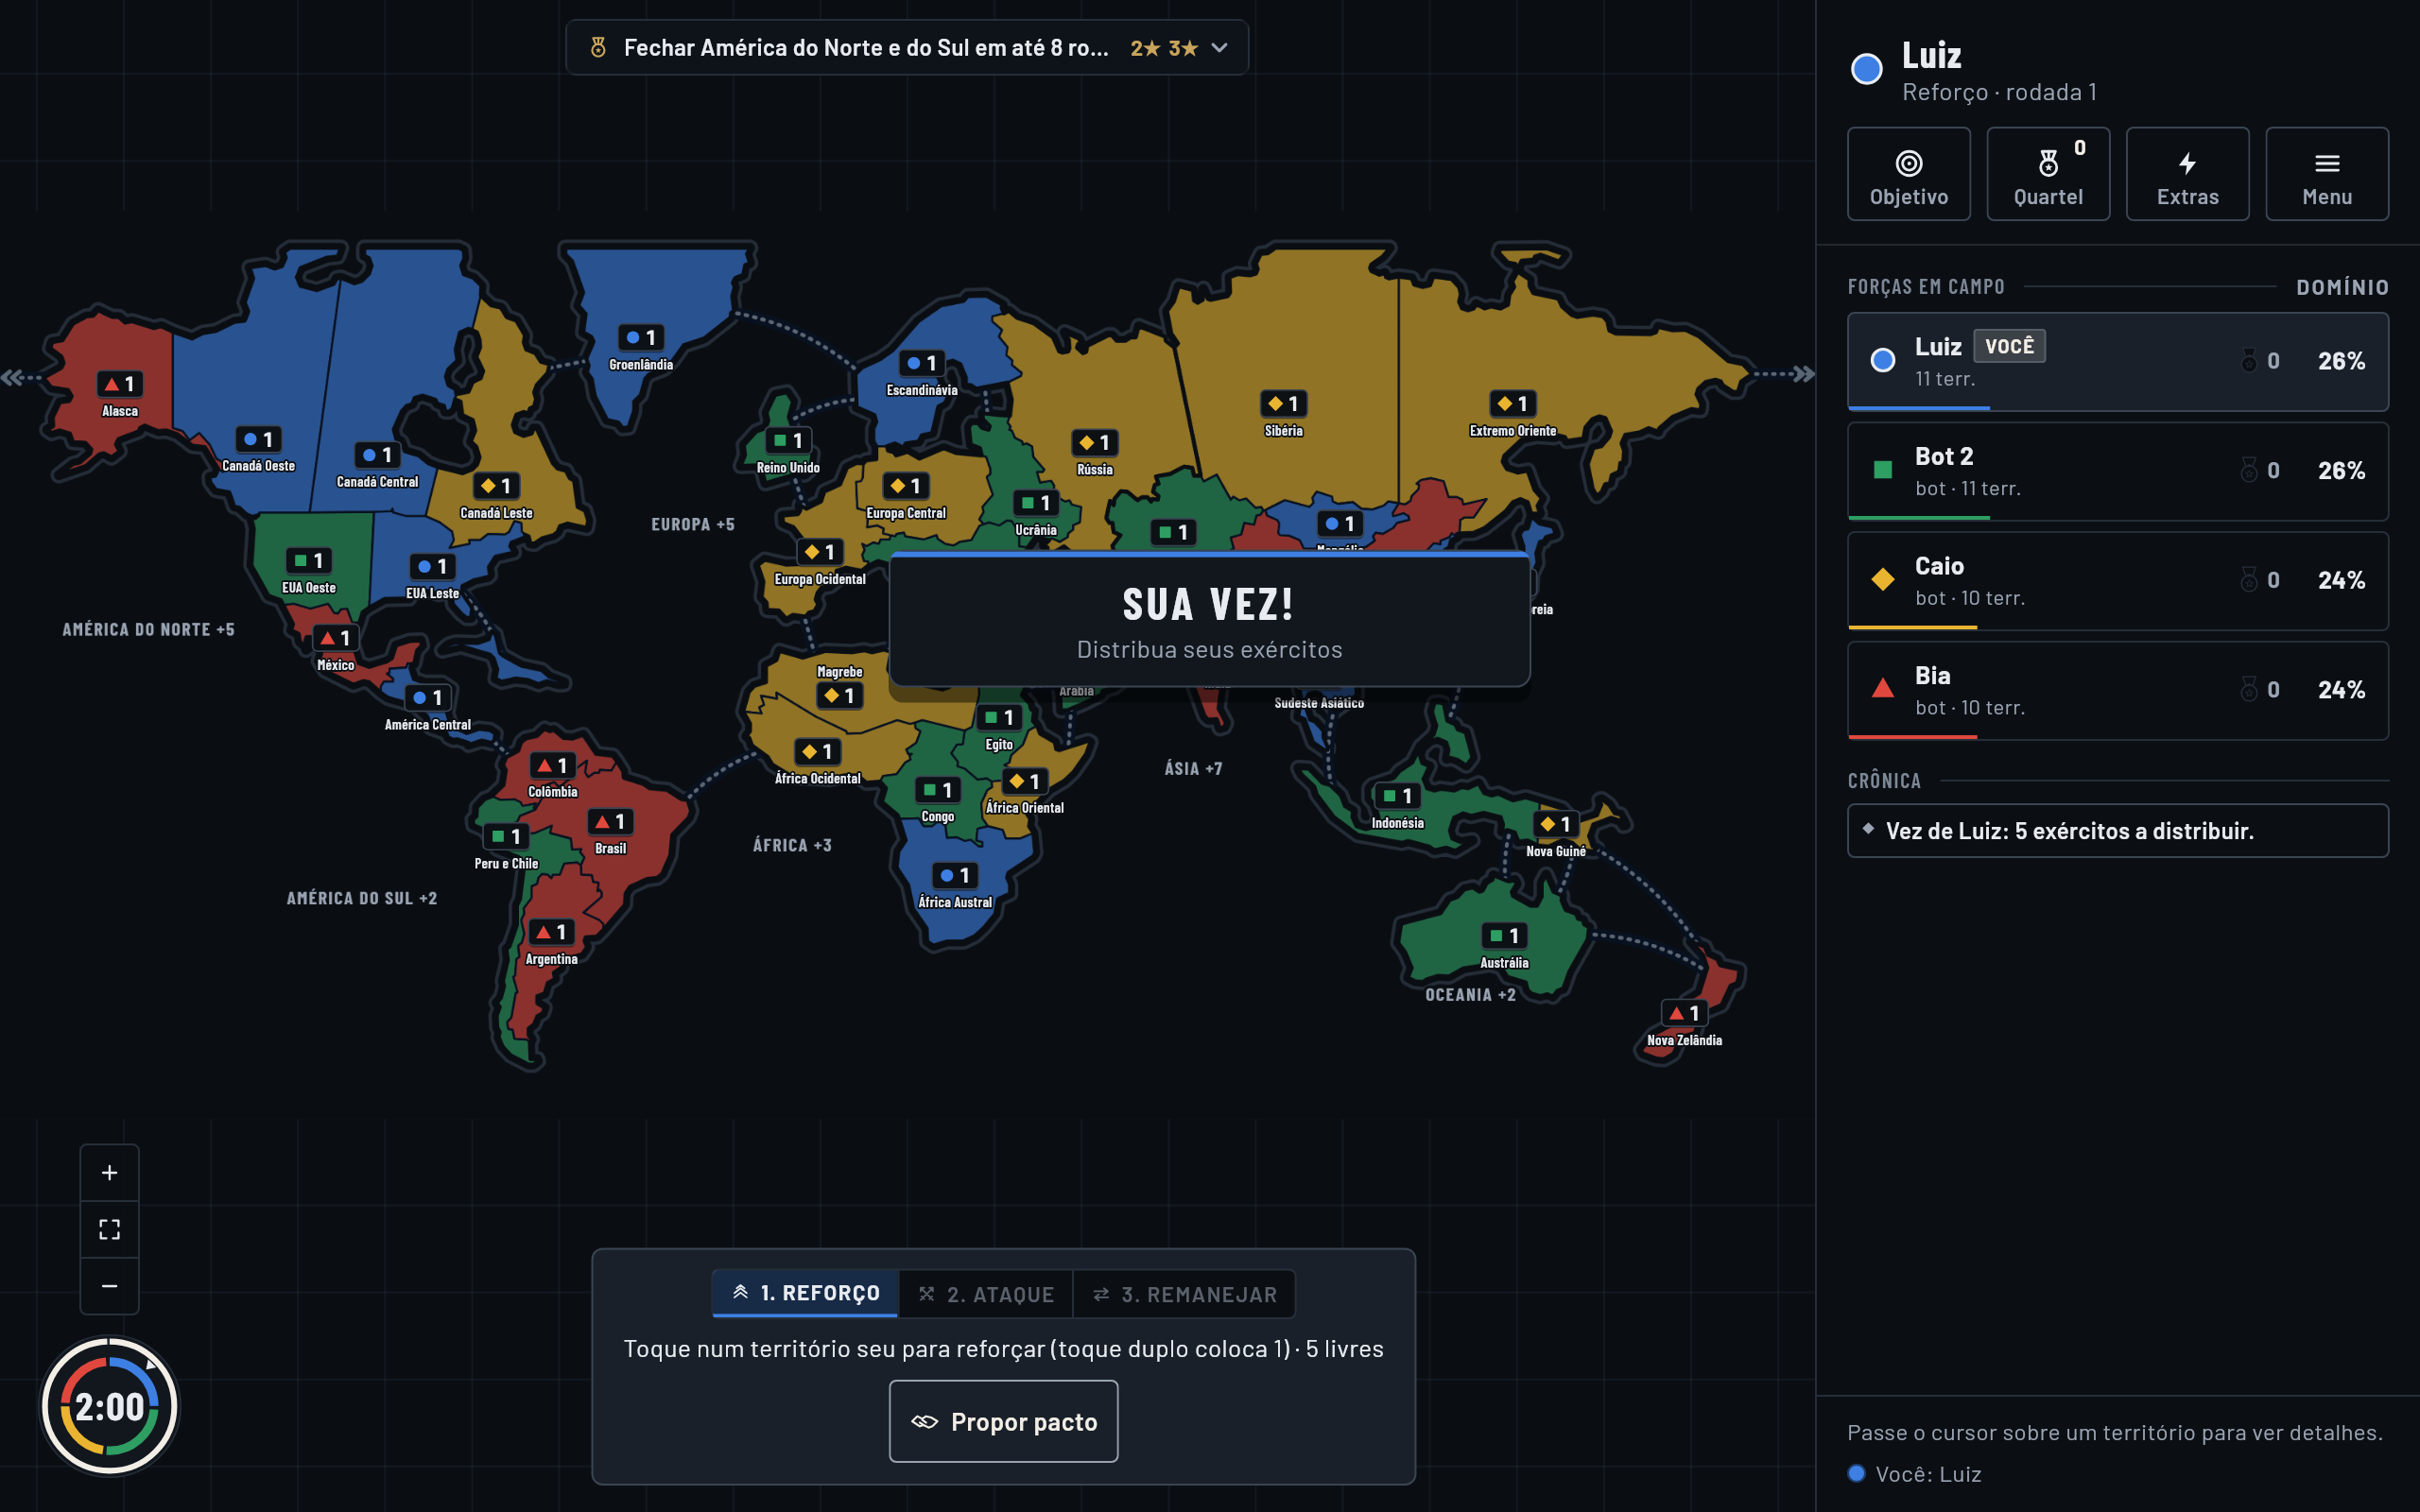 Fechar América do Norte e do Sul em até 8 ro... 2★ 3★
Luiz
Reforço · rodada 1
Objetivo
0
Quartel
Extras
Menu
FORÇAS EM CAMPO
DOMÍNIO
Luiz VOCÊ
11 terr.
0 26%
Bot 2
bot · 11 terr.
0 26%
Caio
bot · 10 terr.
0 24%
Bia
bot · 10 terr.
0 24%
CRÔNICA
Vez de Luiz: 5 exércitos a distribuir.
1
Groenlândia
1
Escandinávia
1
Alasca
1
Sibéria
1
Extremo Oriente
1
Canadá Oeste
1
Canadá Central
1
Reino Unido
1
Rússia
1
Canadá Leste
1
Europa Central
1
Ucrânia
EUROPA +5
1
1
1
EUA Oeste
1
EUA Leste
1
Europa Ocidental
SUA VEZ!
Distribua seus exércitos
AMÉRICA DO NORTE +5
1
México
Magrebe
1
Arábia
Sudeste Asiático
1
América Central
1
Egito
1
África Ocidental
ÁSIA +7
1
Colômbia
1
África Oriental
1
Congo
1
Indonésia
1
Brasil
1
Nova Guiné
1
Peru e Chile
ÁFRICA +3
AMÉRICA DO SUL +2
1
África Austral
1
Argentina
1
Austrália
OCEANIA +2
1
Nova Zelândia
+
−
2:00
1. REFORÇO
2. ATAQUE
3. REMANEJAR
Toque num território seu para reforçar (toque duplo coloca 1) · 5 livres
Propor pacto
Passe o cursor sobre um território para ver detalhes.
Você: Luiz